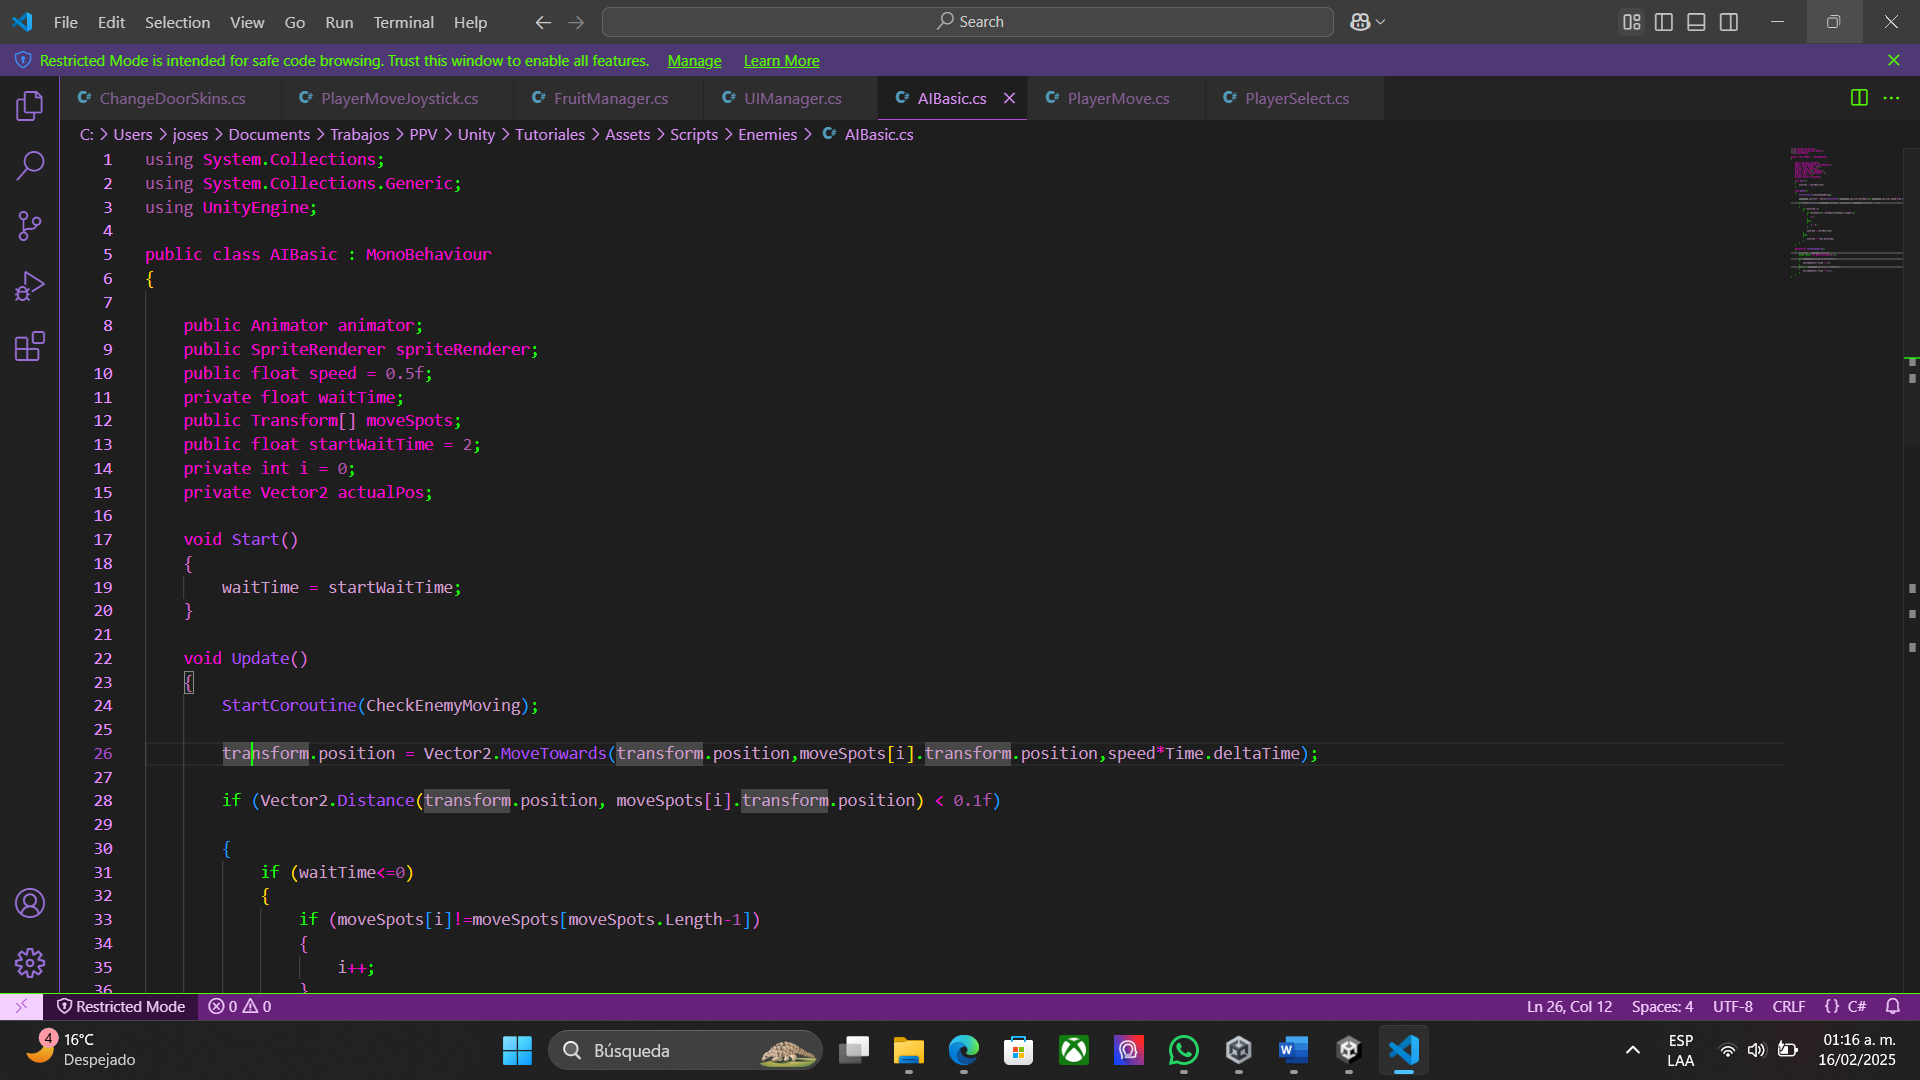 File Edit Selection View Go Run Terminal Help Search
Restricted Mode is intended for safe code browsing. Trust this window to enable all features. Manage Learn More
ChangeDoorSkins.cs PlayerMoveJoystick.cs FruitManager.cs UIManager.cs AIBasic.cs PlayerMove.cs PlayerSelect.cs
C: > Users > joses > Documents > Trabajos > PPV > Unity > Tutoriales > Assets > Scripts > Enemies > AIBasic.cs
1 using System.Collections;
2 using System.Collections.Generic;
3 using UnityEngine;
4
5 public class AIBasic : MonoBehaviour
6 {
7
8 public Animator animator;
9 public SpriteRenderer spriteRenderer;
10 public float speed = 0.5f;
11 private float waitTime;
12 public Transform[] moveSpots;
13 public float startWaitTime = 2;
14 private int i = 0;
15 private Vector2 actualPos;
16
17 void Start()
18 {
19 waitTime = startWaitTime;
20 }
21
22 void Update()
23 {
24 StartCoroutine(CheckEnemyMoving);
25
26 transform.position = Vector2.MoveTowards(transform.position,moveSpots[i].transform.position,speed*Time.deltaTime);
27
28 if (Vector2.Distance(transform.position, moveSpots[i].transform.position) < 0.1f)
29
30 {
31 if (waitTime<=0)
32 {
33 if (moveSpots[i]!=moveSpots[moveSpots.Length-1])
34 {
35 i++;
36 }
Restricted Mode 0 0 Ln 26, Col 12 Spaces: 4 UTF-8 CRLF {} C#
4 16°C
Despejado
Búsqueda
ESP
LAA
01:16 a. m.
16/02/2025